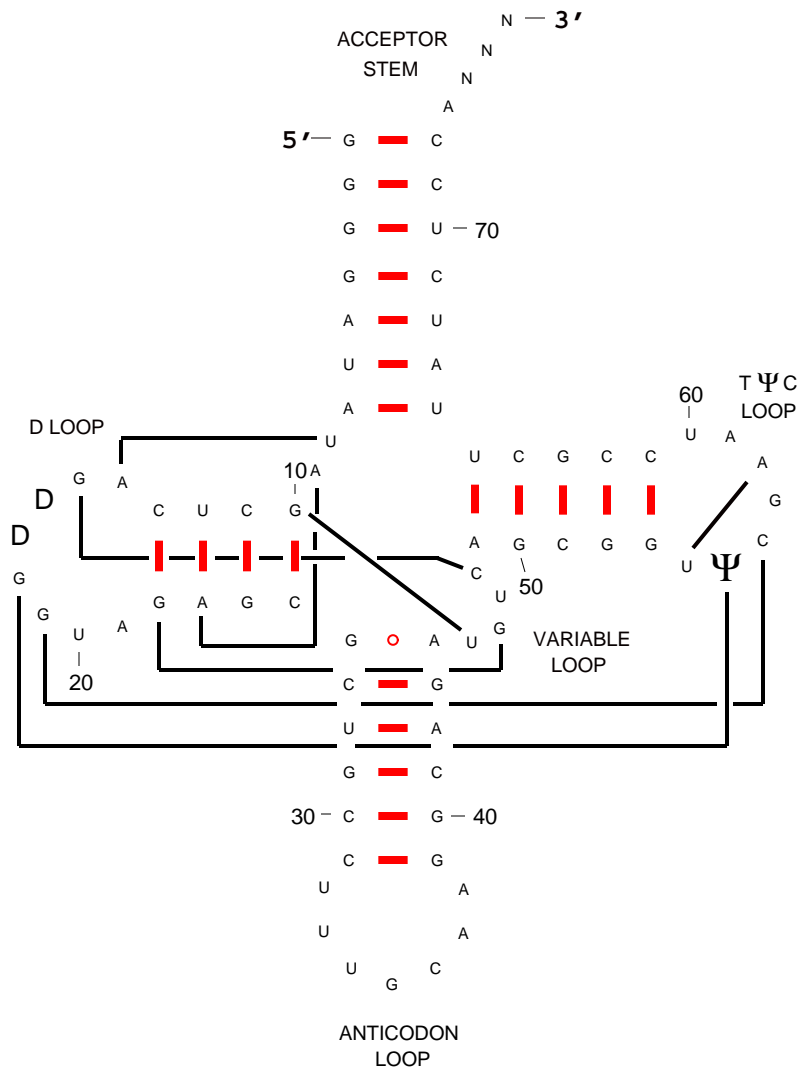 N 3′
ACCEPTOR
STEM
N
N
A
5′ G C
G C
G U 70
G C
A U
U A
A U
60
T Ψ C
LOOP
D LOOP
U
U C G C C
U A
A
G
C
G A
10
A
D
D
C U C G
A G C G G U Ψ
C
50
U
G
G
G
U
20
A
G A G C
G A U G
VARIABLE
LOOP
C G
U A
G C
30 C G 40
C G
U A
U A
U G C
ANTICODON
LOOP